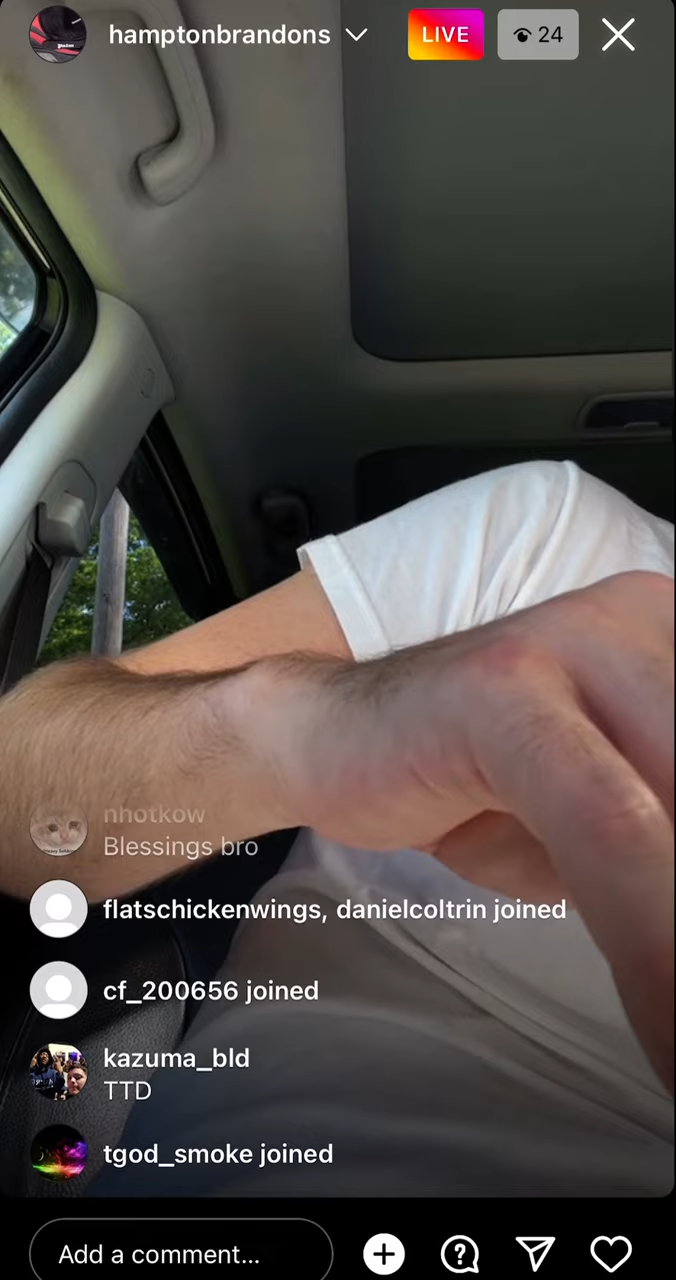 hamptonbrandons
LIVE
24
nhotkow
Blessings bro
flatschickenwings, danielcoltrin joined
cf_200656 joined
kazuma_bld
TTD
tgod_smoke joined
Add a comment...